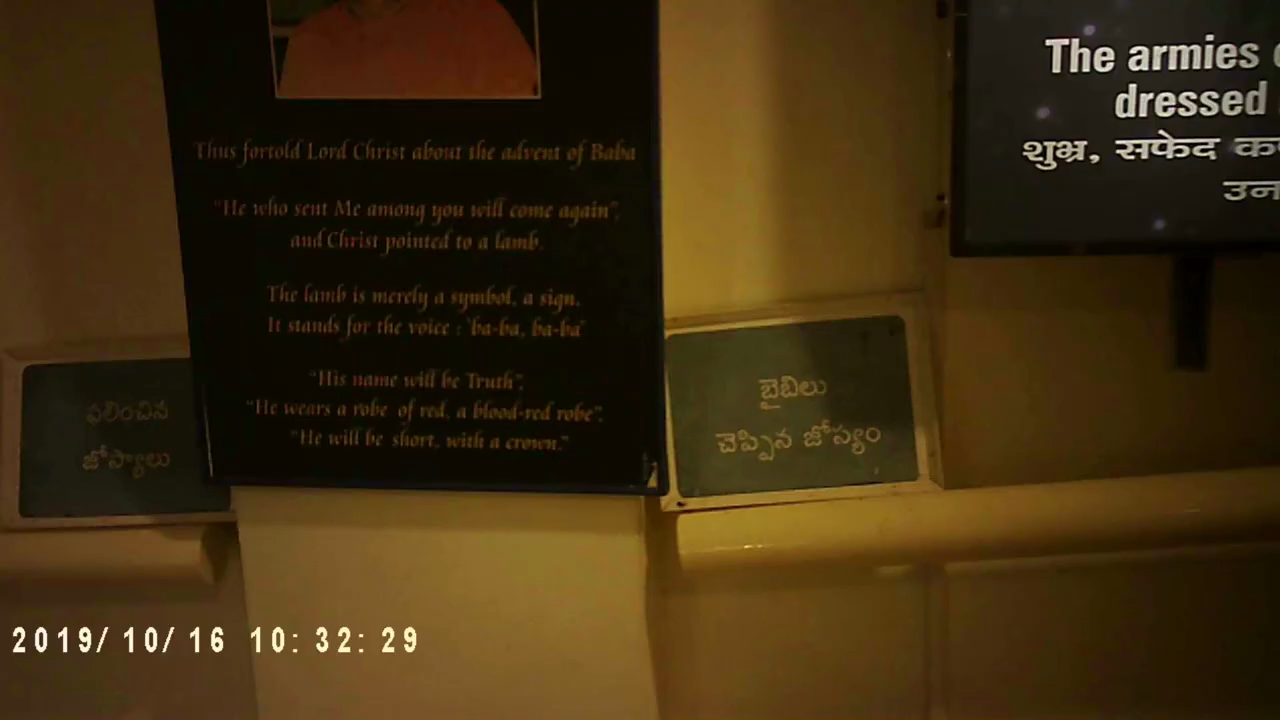 Thus fortold Lord Christ about the advent of Baba
"He who sent Me among you will come again",
and Christ pointed to a lamb.
The lamb is merely a symbol, a sign.
It stands for the voice : "ba-ba, ba-ba"
"His name will be Truth",
"He wears a robe of red, a blood-red robe",
"He will be short, with a crown."
ఫలించిన
జోస్యాలు
బైబిలు
చెప్పిన జోస్యం
The armies
dressed
शुभ्र, सफेद
2019/10/16 10:32:29